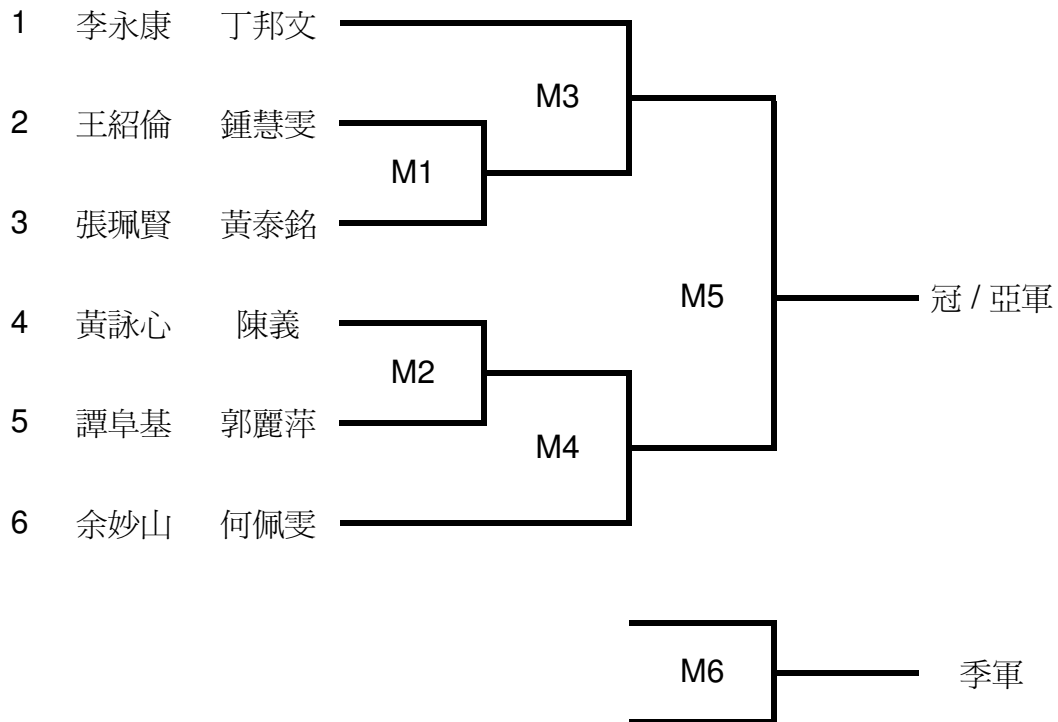 1 李永康 丁邦文
M3
2 王紹倫 鍾慧雯
M1
3 張珮賢 黃泰銘
M5 冠 / 亞軍
4 黃詠心 陳義
M2
5 譚阜基 郭麗萍
M4
6 余妙山 何佩雯
M6 季軍